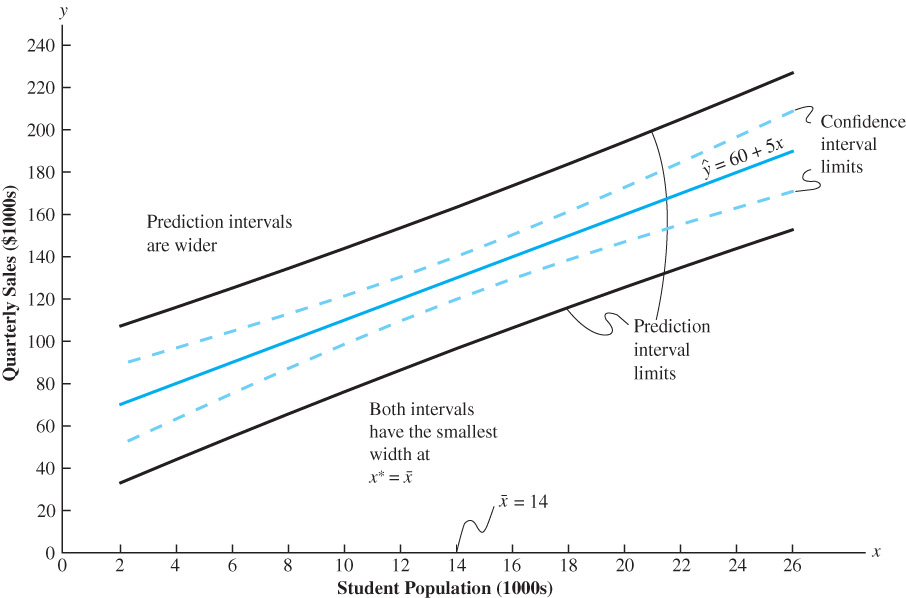 y
240
220
200
180
160
140
120
100
80
60
40
20
0
Quarterly Sales ($1000s)
Prediction intervals
are wider
ŷ = 60 + 5x
Confidence
interval
limits
Prediction
interval
limits
Both intervals
have the smallest
width at
x* = x̄
x̄ = 14
0 2 4 6 8 10 12 14 16 18 20 22 24 26
x
Student Population (1000s)